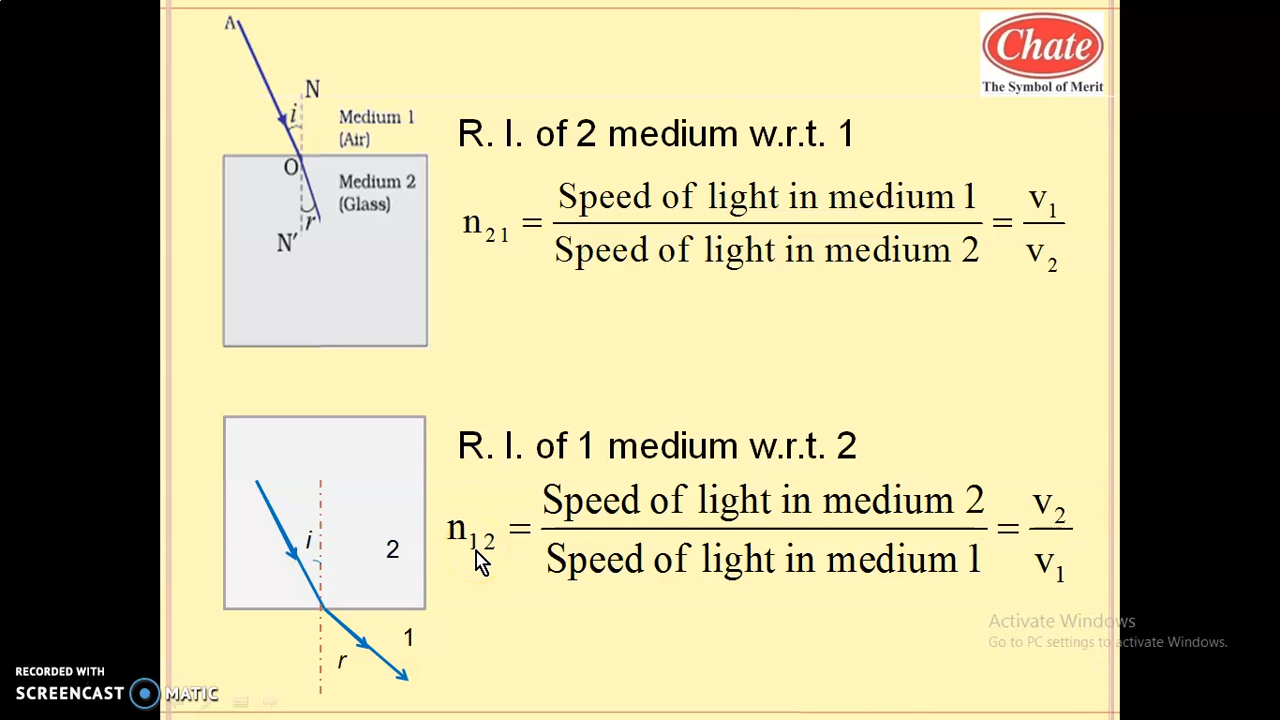 A
N
i
Medium 1
(Air)
O
Medium 2
(Glass)
r
N′
Chate
The Symbol of Merit
R. I. of 2 medium w.r.t. 1
n₂₁ = Speed of light in medium 1 / Speed of light in medium 2 = v₁ / v₂
R. I. of 1 medium w.r.t. 2
n₁₂ = Speed of light in medium 2 / Speed of light in medium 1 = v₂ / v₁
i
2
1
r
Activate Windows
Go to PC settings to activate Windows.
RECORDED WITH
SCREENCAST MATIC